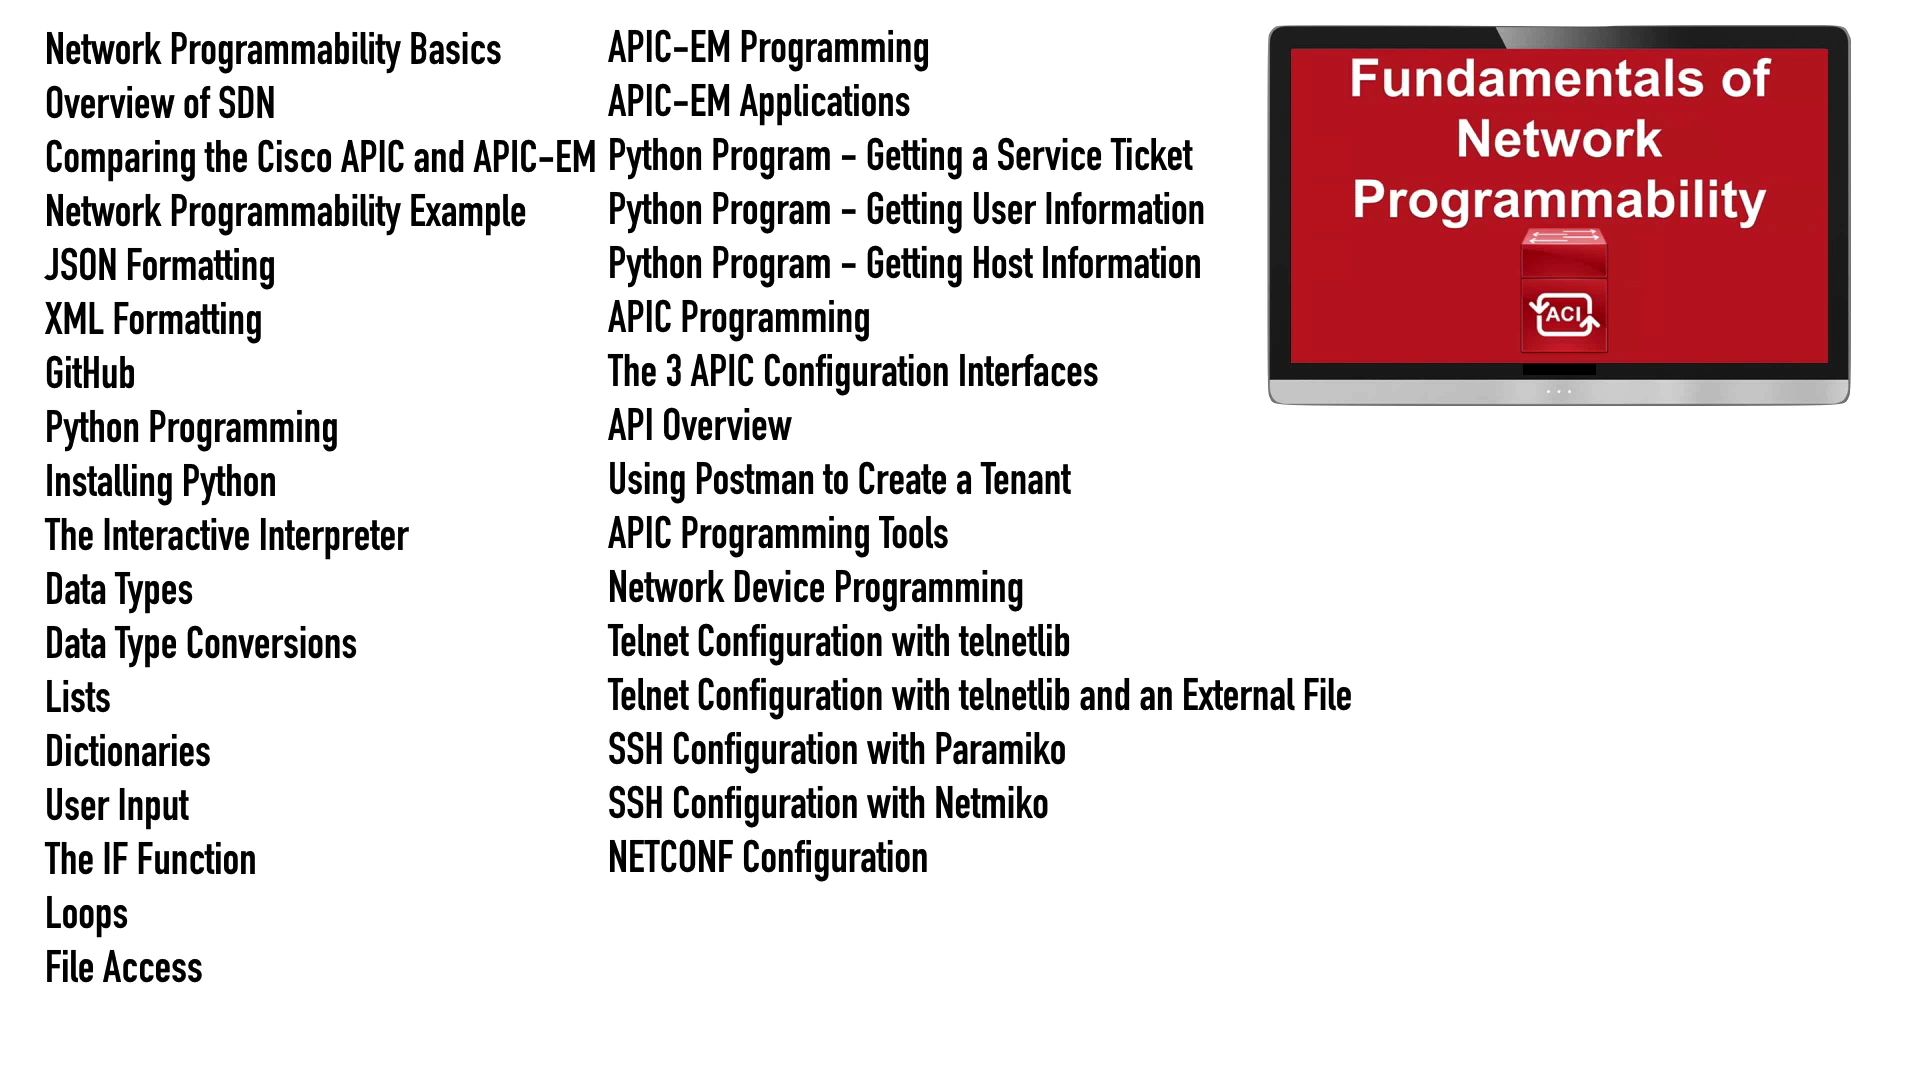 Network Programmability Basics
Overview of SDN
Comparing the Cisco APIC and APIC-EM
Network Programmability Example
JSON Formatting
XML Formatting
GitHub
Python Programming
Installing Python
The Interactive Interpreter
Data Types
Data Type Conversions
Lists
Dictionaries
User Input
The IF Function
Loops
File Access
APIC-EM Programming
APIC-EM Applications
Python Program - Getting a Service Ticket
Python Program - Getting User Information
Python Program - Getting Host Information
APIC Programming
The 3 APIC Configuration Interfaces
API Overview
Using Postman to Create a Tenant
APIC Programming Tools
Network Device Programming
Telnet Configuration with telnetlib
Telnet Configuration with telnetlib and an External File
SSH Configuration with Paramiko
SSH Configuration with Netmiko
NETCONF Configuration
Fundamentals of
Network
Programmability
ACI